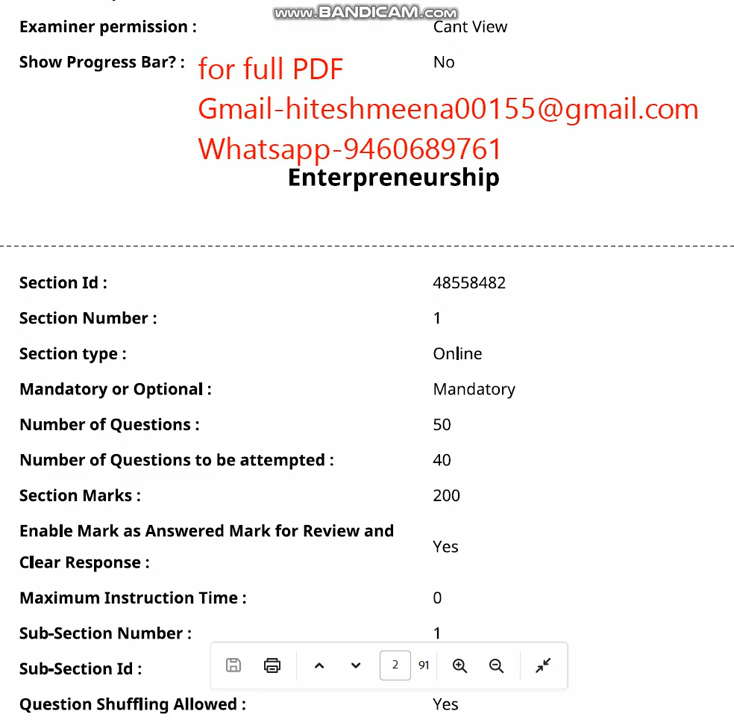 www.BANDICAM.com
Examiner permission : Cant View
Show Progress Bar? : No
for full PDF
Gmail-hiteshmeena00155@gmail.com
Whatsapp-9460689761
Enterpreneurship
Section Id : 48558482
Section Number : 1
Section type : Online
Mandatory or Optional : Mandatory
Number of Questions : 50
Number of Questions to be attempted : 40
Section Marks : 200
Enable Mark as Answered Mark for Review and
Clear Response : Yes
Maximum Instruction Time : 0
Sub-Section Number : 1
Sub-Section Id :
2 91
Question Shuffling Allowed : Yes